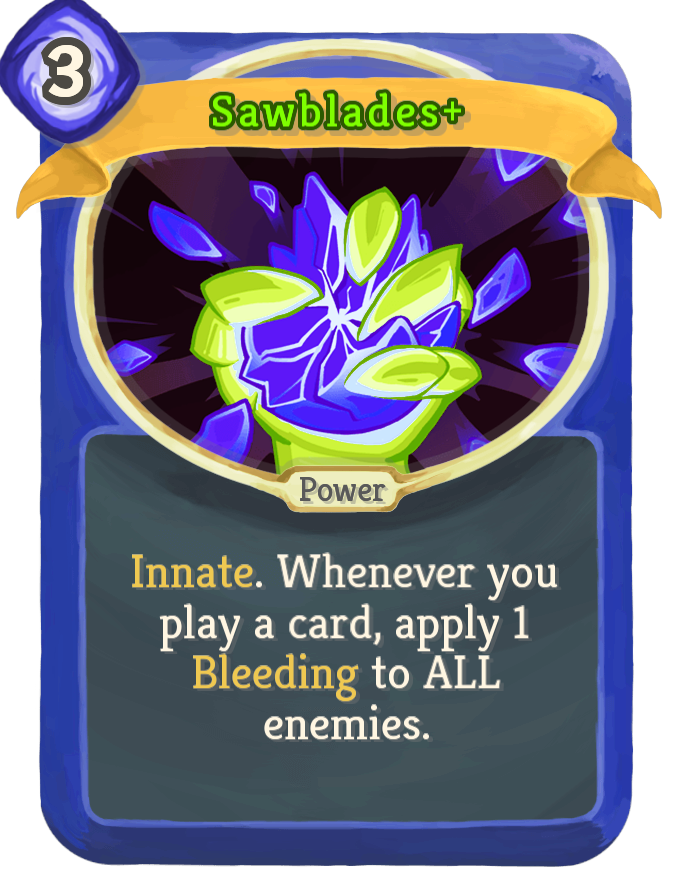 3
Sawblades+
Power
Innate. Whenever you
play a card, apply 1
Bleeding to ALL
enemies.